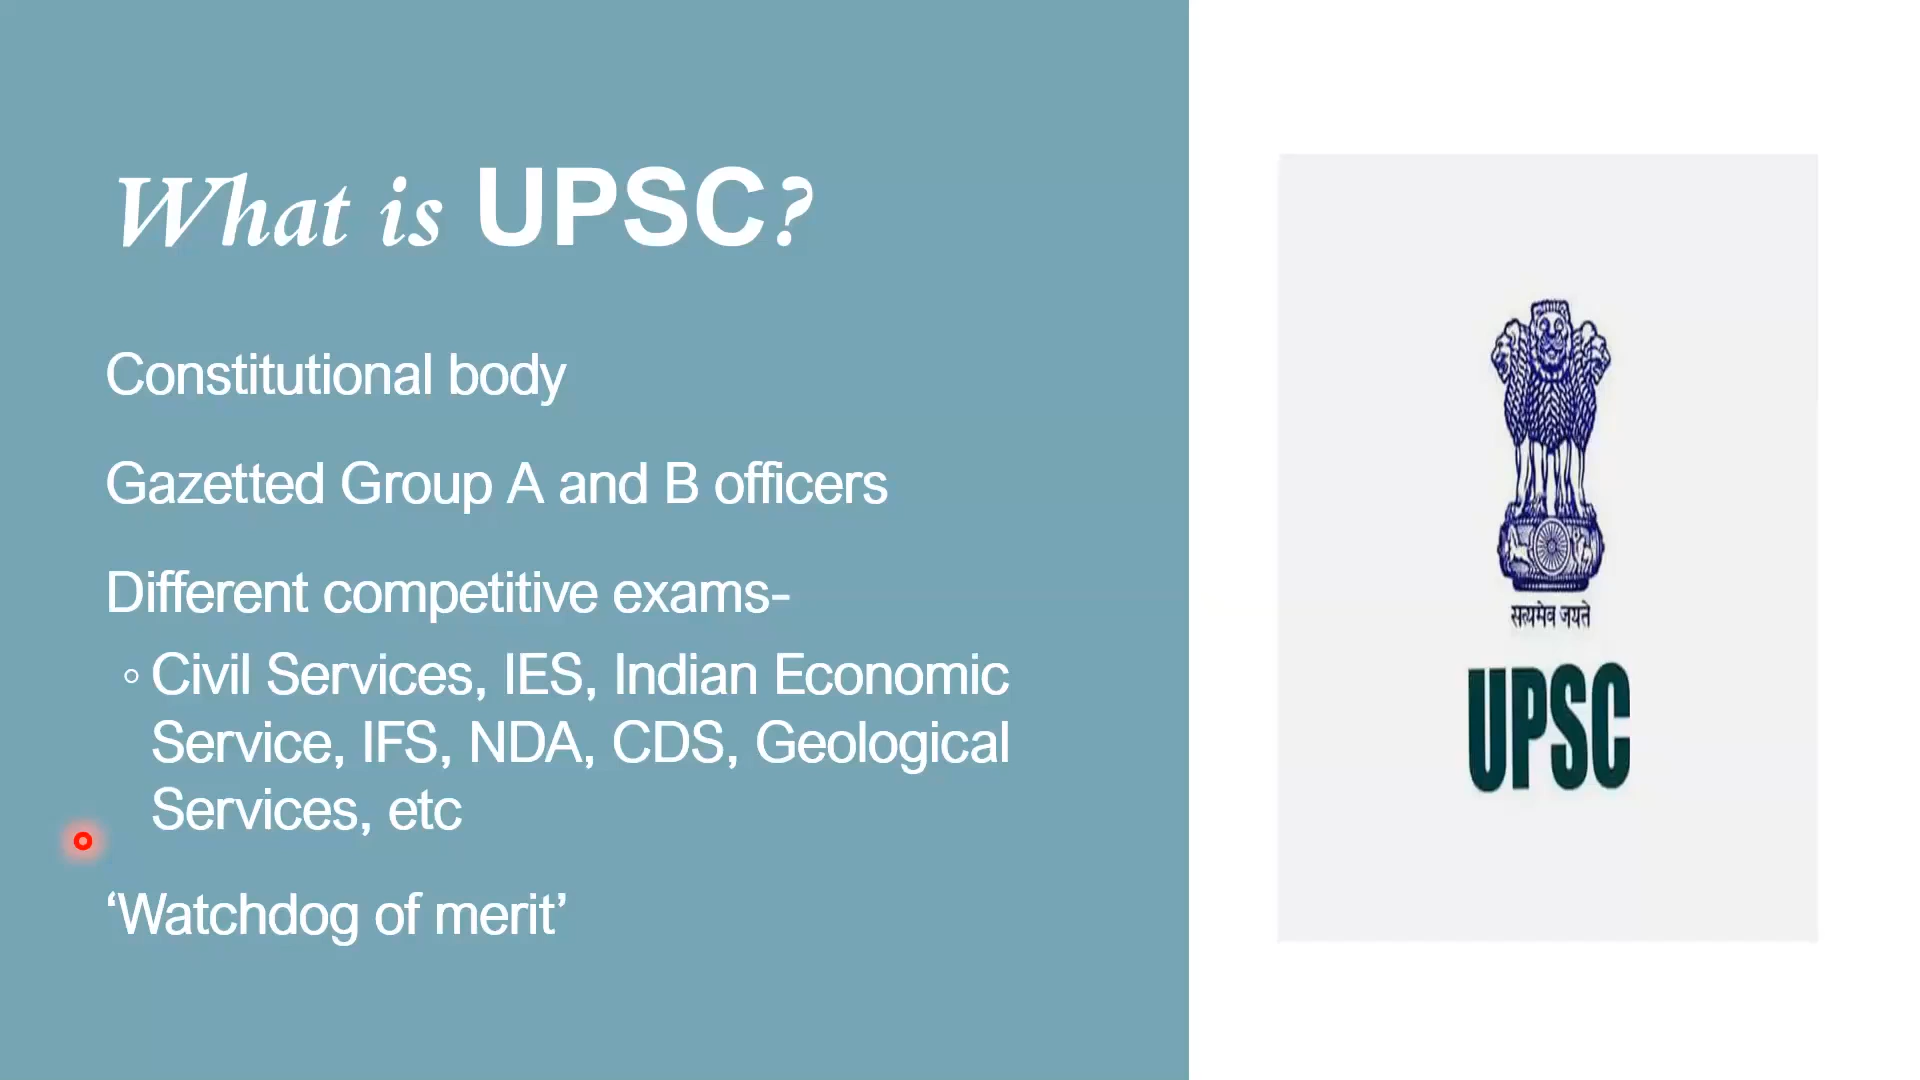 What is UPSC?
Constitutional body
Gazetted Group A and B officers
Different competitive exams-
◦ Civil Services, IES, Indian Economic
Service, IFS, NDA, CDS, Geological
Services, etc
‘Watchdog of merit’
सत्यमेव जयते
UPSC